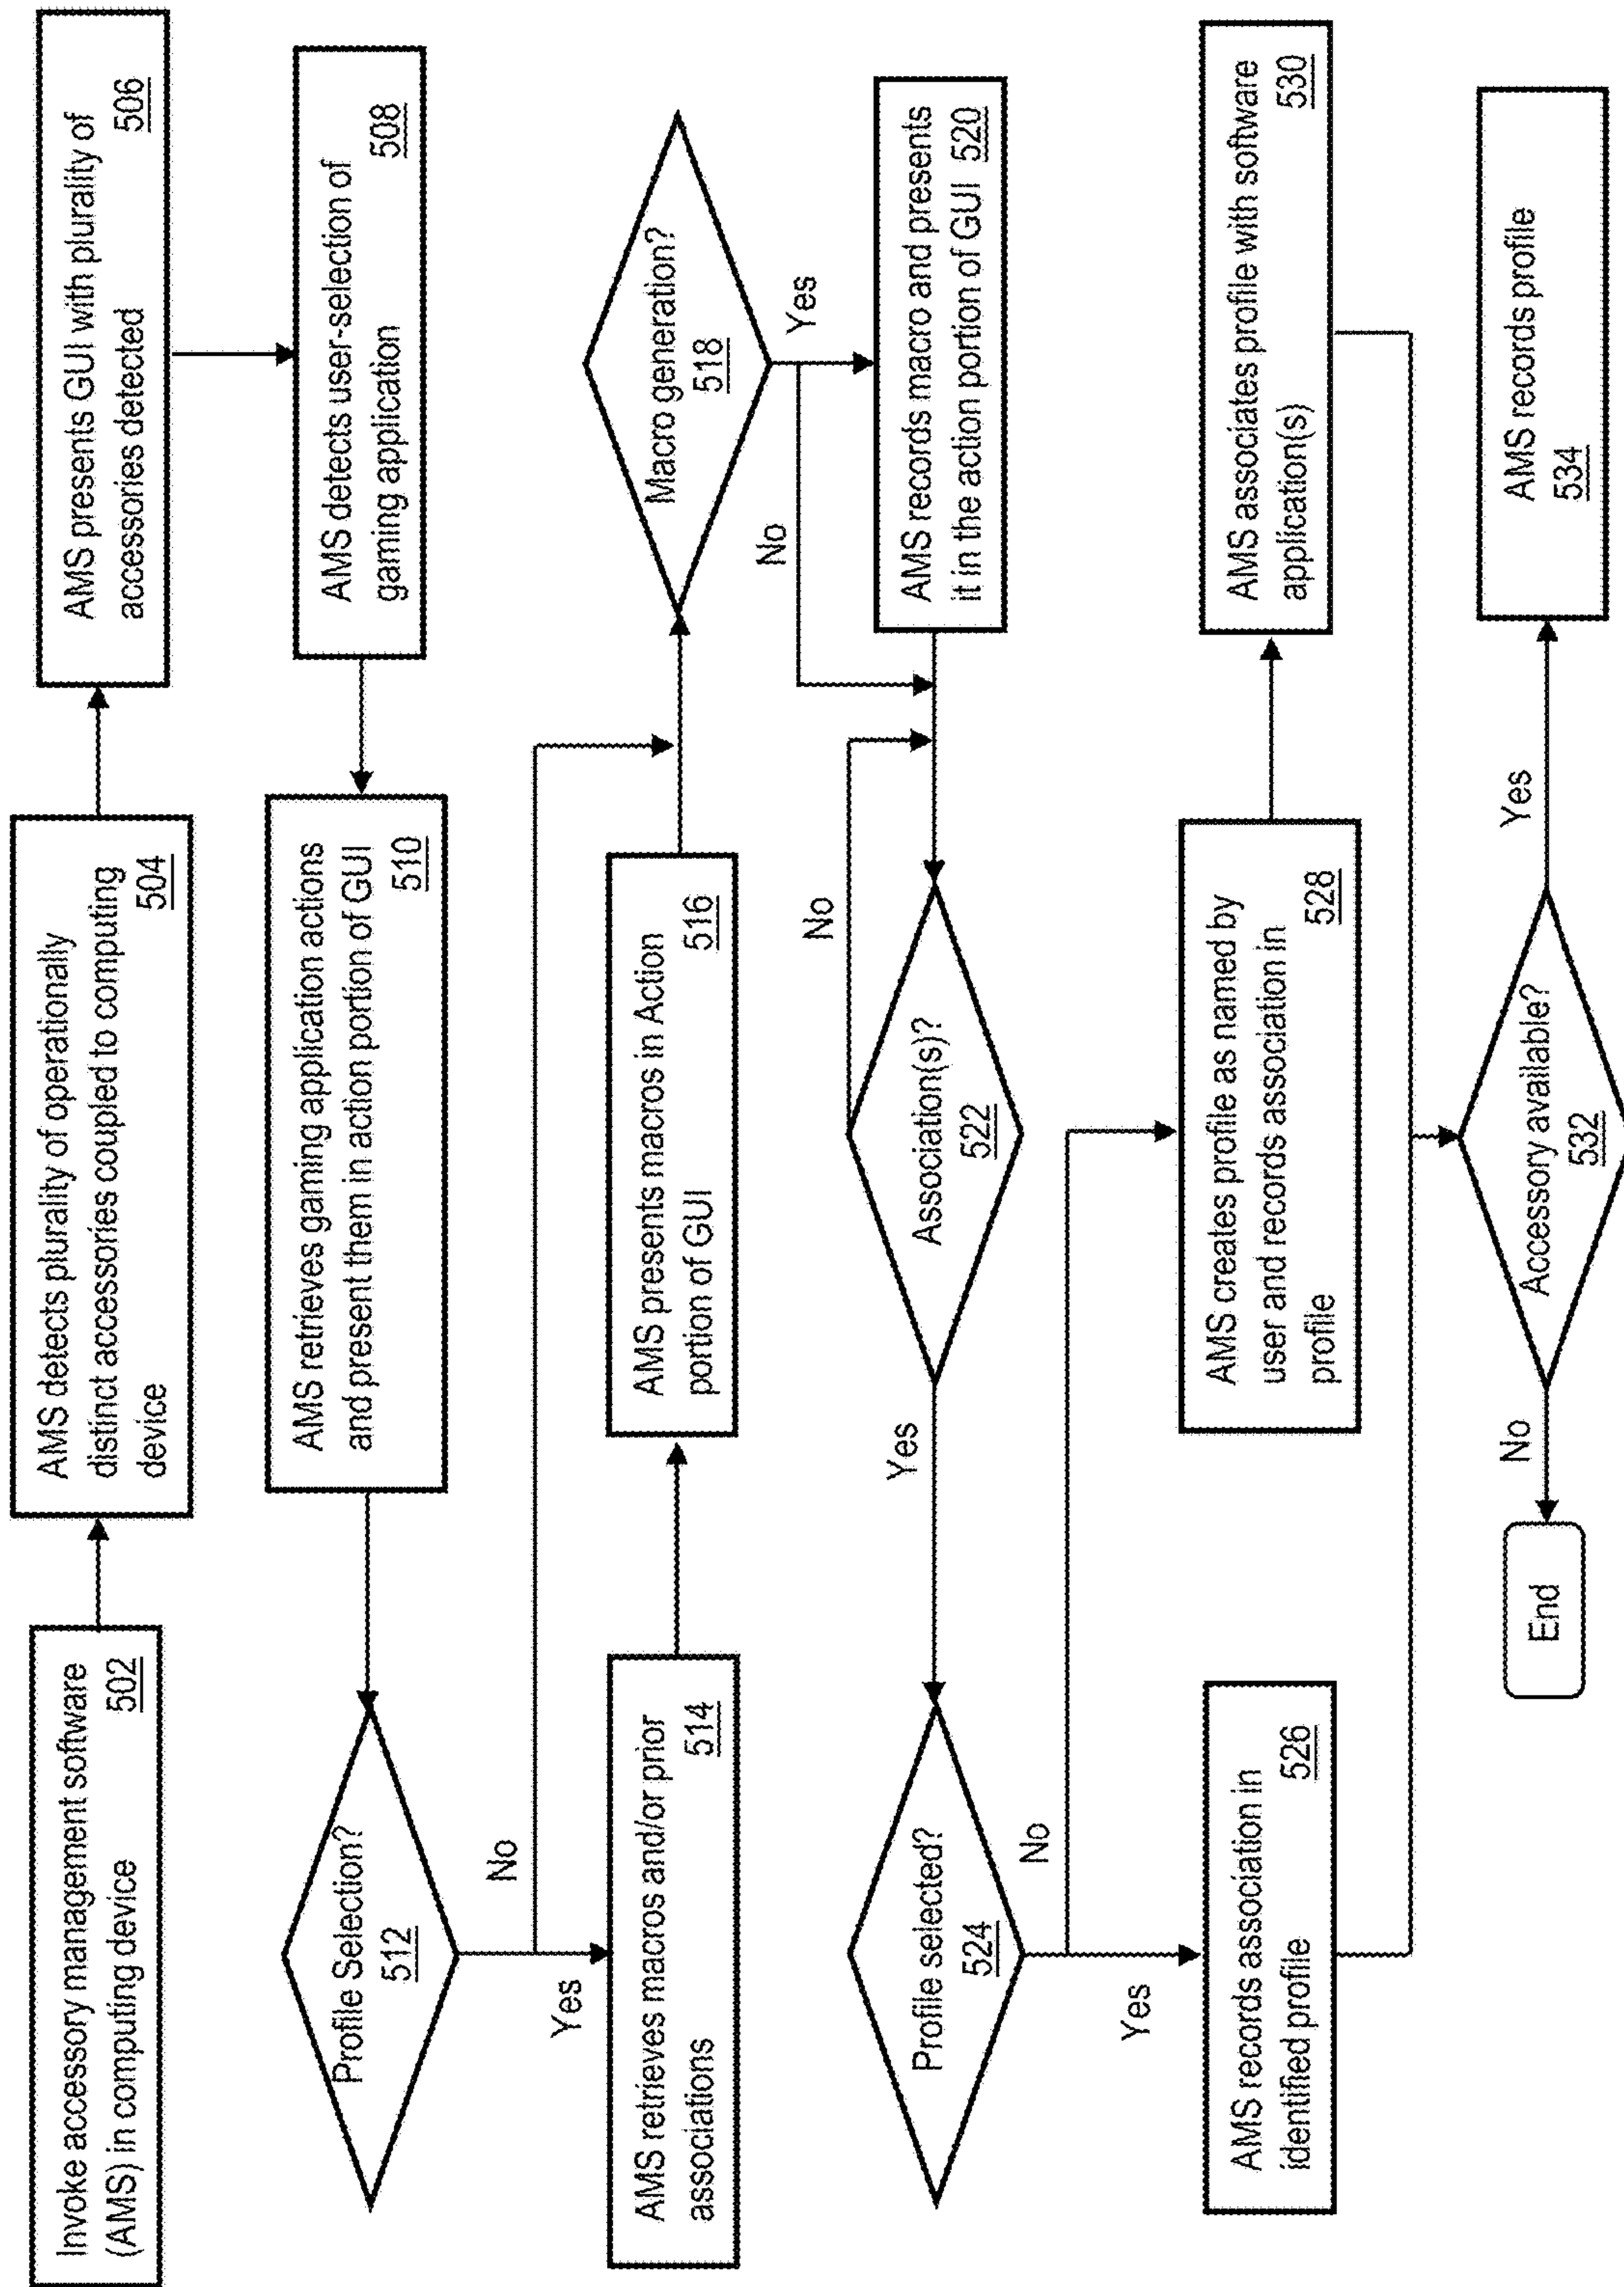 Invoke accessory management software
(AMS) in computing device
502
AMS detects plurality of operationally
distinct accessories coupled to computing
device
504
AMS presents GUI with plurality of
accessories detected
506
AMS detects user-selection of
gaming application
508
AMS retrieves gaming application actions
and present them in action portion of GUI
510
Profile Selection?
512
No
Yes
AMS retrieves macros and/or prior
associations
514
AMS presents macros in Action
portion of GUI
516
Macro generation?
518
No
Yes
AMS records macro and presents
it in the action portion of GUI 520
Association(s)?
522
No
Yes
Profile selected?
524
No
Yes
AMS records association in
identified profile
526
AMS creates profile as named by
user and records association in
profile
528
AMS associates profile with software
application(s)
530
Accessory available?
532
No
Yes
End
AMS records profile
534